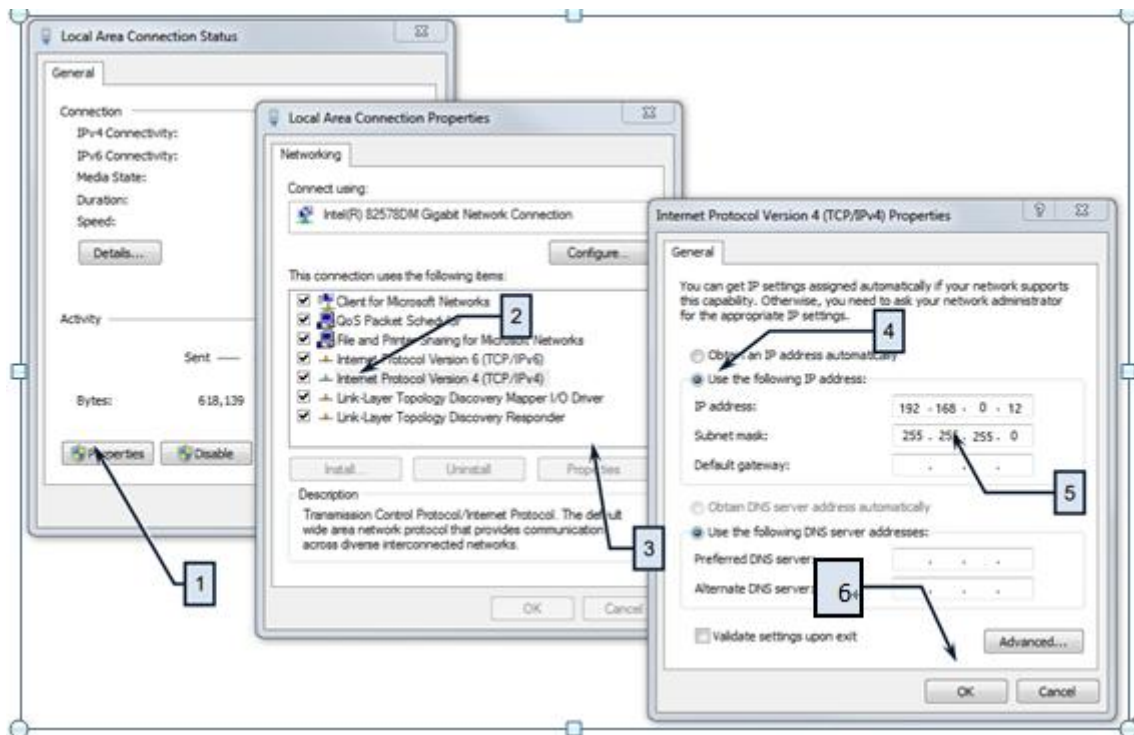 Local Area Connection Status
General
Connection
IPv4 Connectivity:
IPv6 Connectivity:
Media State:
Duration:
Speed:
Details...
Activity
Sent
Bytes: 618,139
Properties Disable
1
Local Area Connection Properties
Networking
Connect using:
Intel(R) 82578DM Gigabit Network Connection
Configure...
This connection uses the following items:
Client for Microsoft Networks
QoS Packet Scheduler
File and Printer Sharing for Microsoft Networks
Internet Protocol Version 6 (TCP/IPv6)
Internet Protocol Version 4 (TCP/IPv4)
Link-Layer Topology Discovery Mapper I/O Driver
Link-Layer Topology Discovery Responder
2
Install... Uninstall Properties
Description
Transmission Control Protocol/Internet Protocol. The default
wide area network protocol that provides communication
across diverse interconnected networks.
3
OK Cancel
Internet Protocol Version 4 (TCP/IPv4) Properties
General
You can get IP settings assigned automatically if your network supports
this capability. Otherwise, you need to ask your network administrator
for the appropriate IP settings.
4
Obtain an IP address automatically
Use the following IP address:
IP address: 192 . 168 . 0 . 12
Subnet mask: 255 . 255 . 255 . 0
Default gateway: . . .
5
Obtain DNS server address automatically
Use the following DNS server addresses:
Preferred DNS server: . . .
Alternate DNS server: . . .
6
Validate settings upon exit
Advanced...
OK Cancel